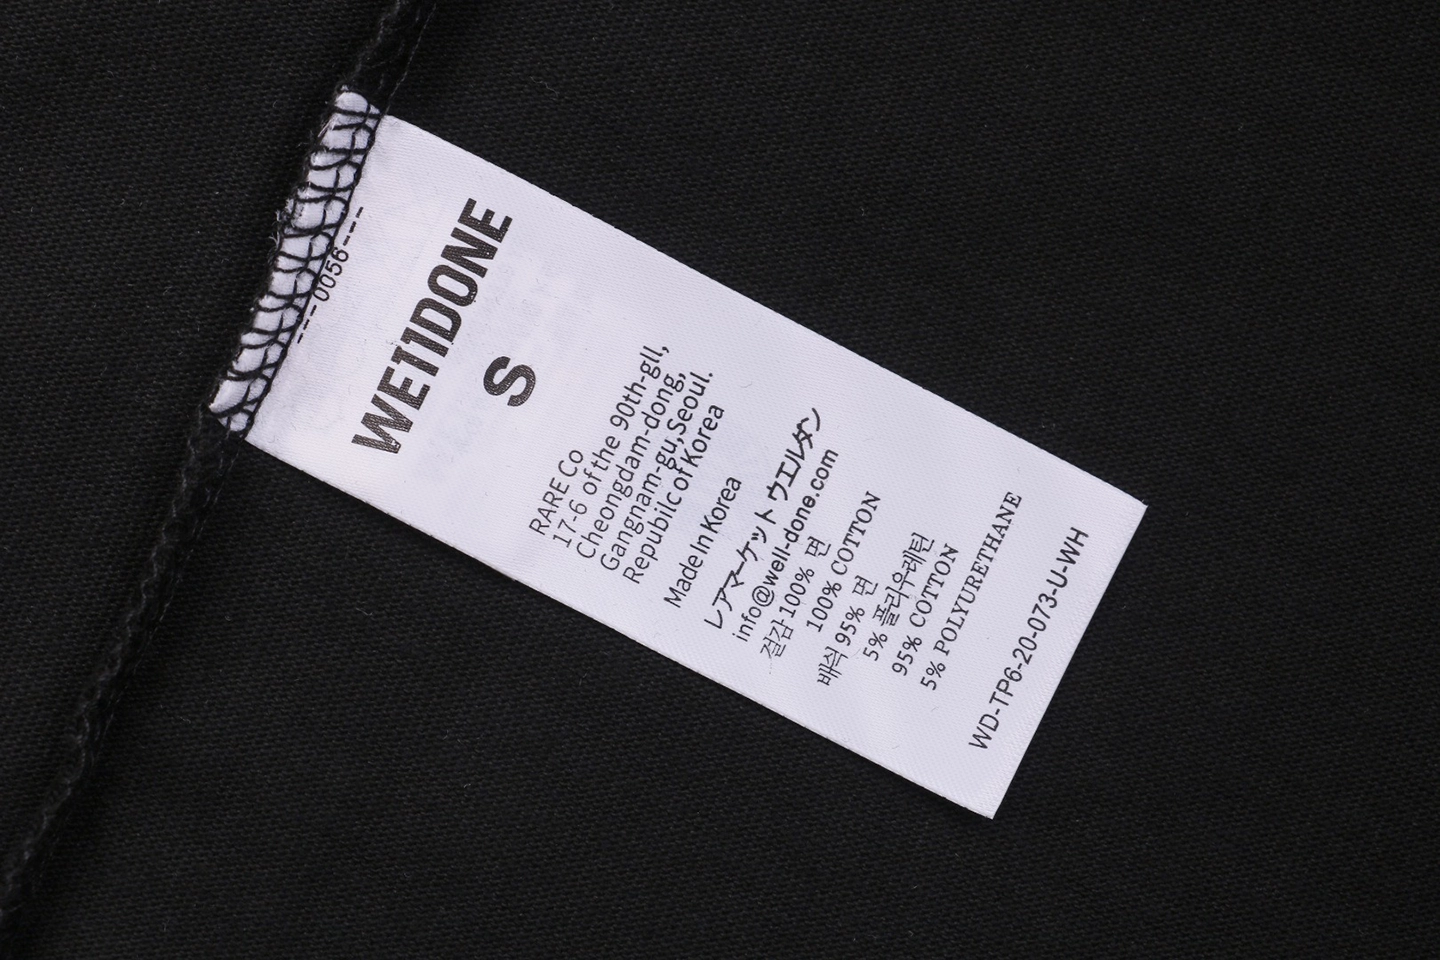 ---0056---
WE11DONE
S
RARE Co
17-6 of the 90th-gll,
Cheongdam-dong,
Gangnam-gu,Seoul.
Republic of Korea
Made In Korea
レアマーケット ウエルダン
info@well-done.com
겉감 100% 면
100% COTTON
배색 95% 면
5% 폴리우레탄
95% COTTON
5% POLYURETHANE
WD-TP6-20-073-U-WH